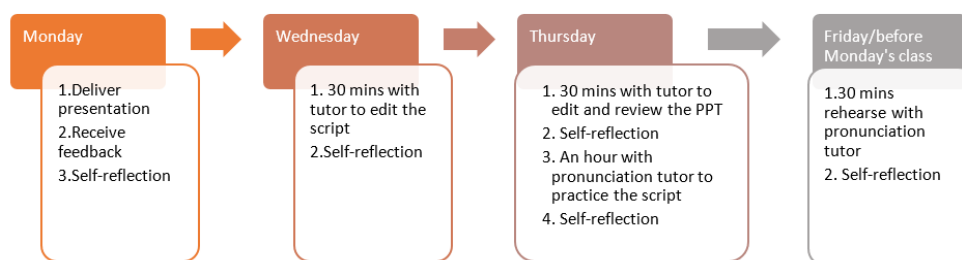 Monday
1.Deliver
presentation
2.Receive
feedback
3.Self-reflection
Wednesday
1. 30 mins with
tutor to edit the
script
2.Self-reflection
Thursday
1. 30 mins with tutor to
edit and review the PPT
2. Self-reflection
3. An hour with
pronunciation tutor to
practice the script
4. Self-reflection
Friday/before
Monday's class
1.30 mins
rehearse with
pronunciation
tutor
2. Self-reflection